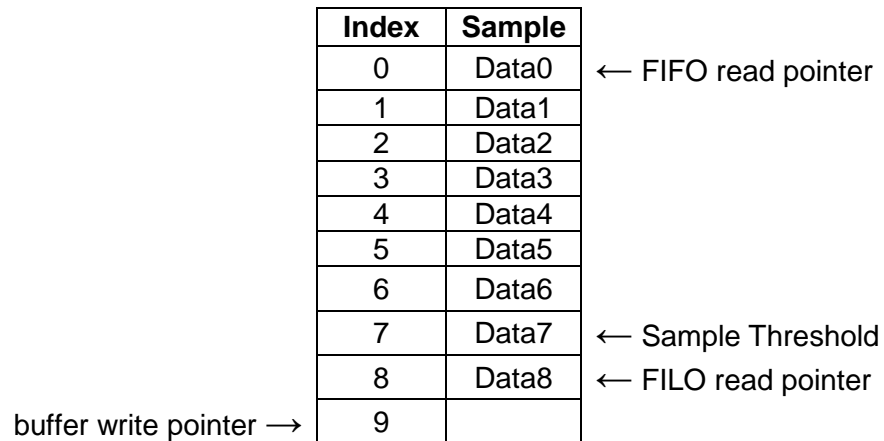 Index Sample
0 Data0 ← FIFO read pointer
1 Data1
2 Data2
3 Data3
4 Data4
5 Data5
6 Data6
7 Data7 ← Sample Threshold
8 Data8 ← FILO read pointer
buffer write pointer → 9